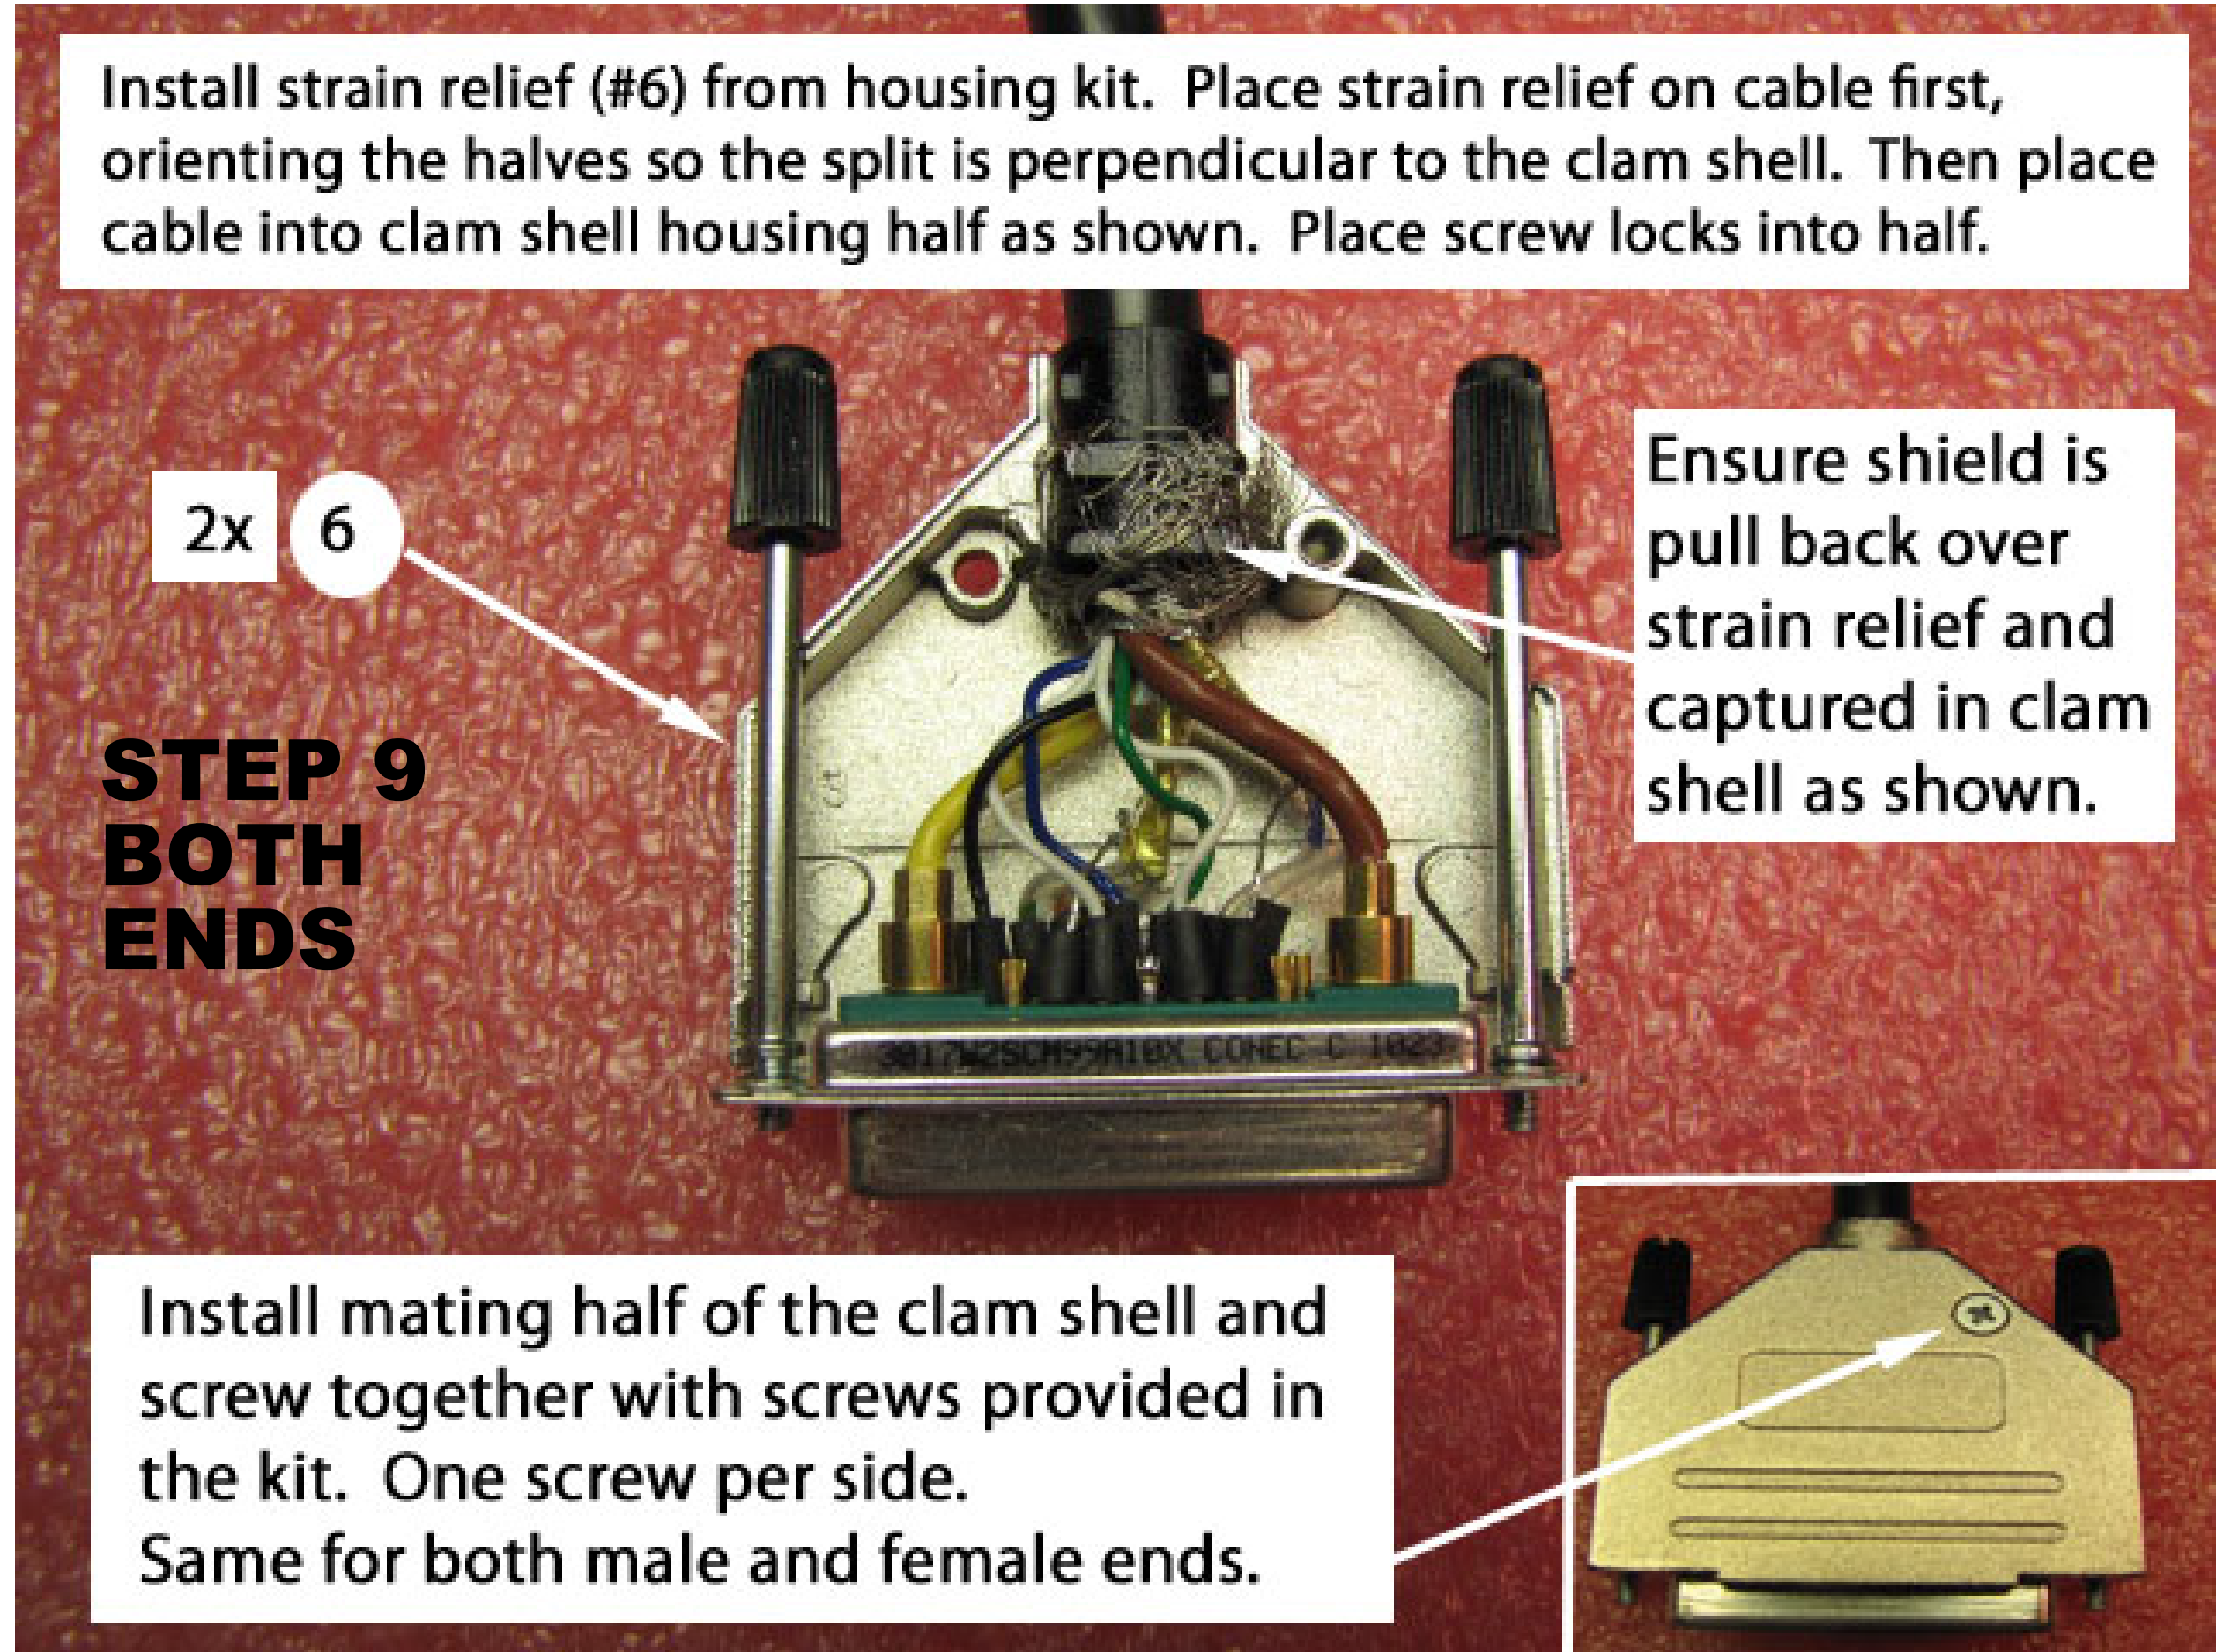 Install strain relief (#6) from housing kit.  Place strain relief on cable first,
orienting the halves so the split is perpendicular to the clam shell.  Then place
cable into clam shell housing half as shown.  Place screw locks into half.
2x 6
Ensure shield is
pull back over
strain relief and
captured in clam
shell as shown.
STEP 9
BOTH
ENDS
CONEC C 1023
Install mating half of the clam shell and
screw together with screws provided in
the kit.  One screw per side.
Same for both male and female ends.